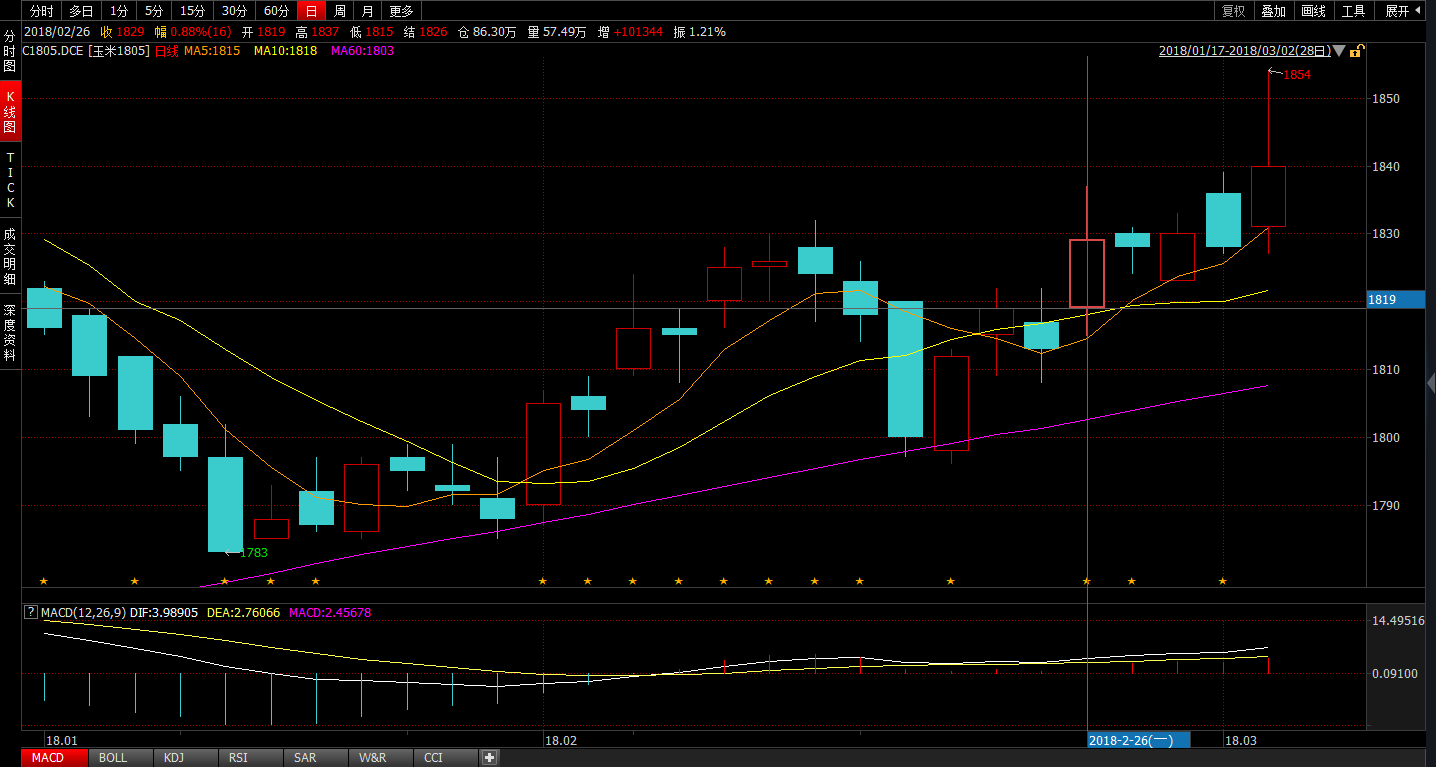 分时 多日 1分 5分 15分 30分 60分 日 周 月 更多 复权 叠加 画线 工具 展开
2018/02/26 收 1829 幅 0.88%(16) 开 1819 高 1837 低 1815 结 1826 仓 86.30万 量 57.49万 增 +101344 振 1.21%
C1805.DCE [玉米1805] 日线 MA5:1815 MA10:1818 MA60:1803 2018/01/17-2018/03/02(28日)
分时图
K线图
TICK
成交明细
深度资料
1854
1850
1840
1830
1819
1810
1800
1790
1783
? MACD(12,26,9) DIF:3.98905 DEA:2.76066 MACD:2.45678
14.49516
0.09100
18.01 18.02 2018-2-26(一) 18.03
MACD BOLL KDJ RSI SAR W&R CCI